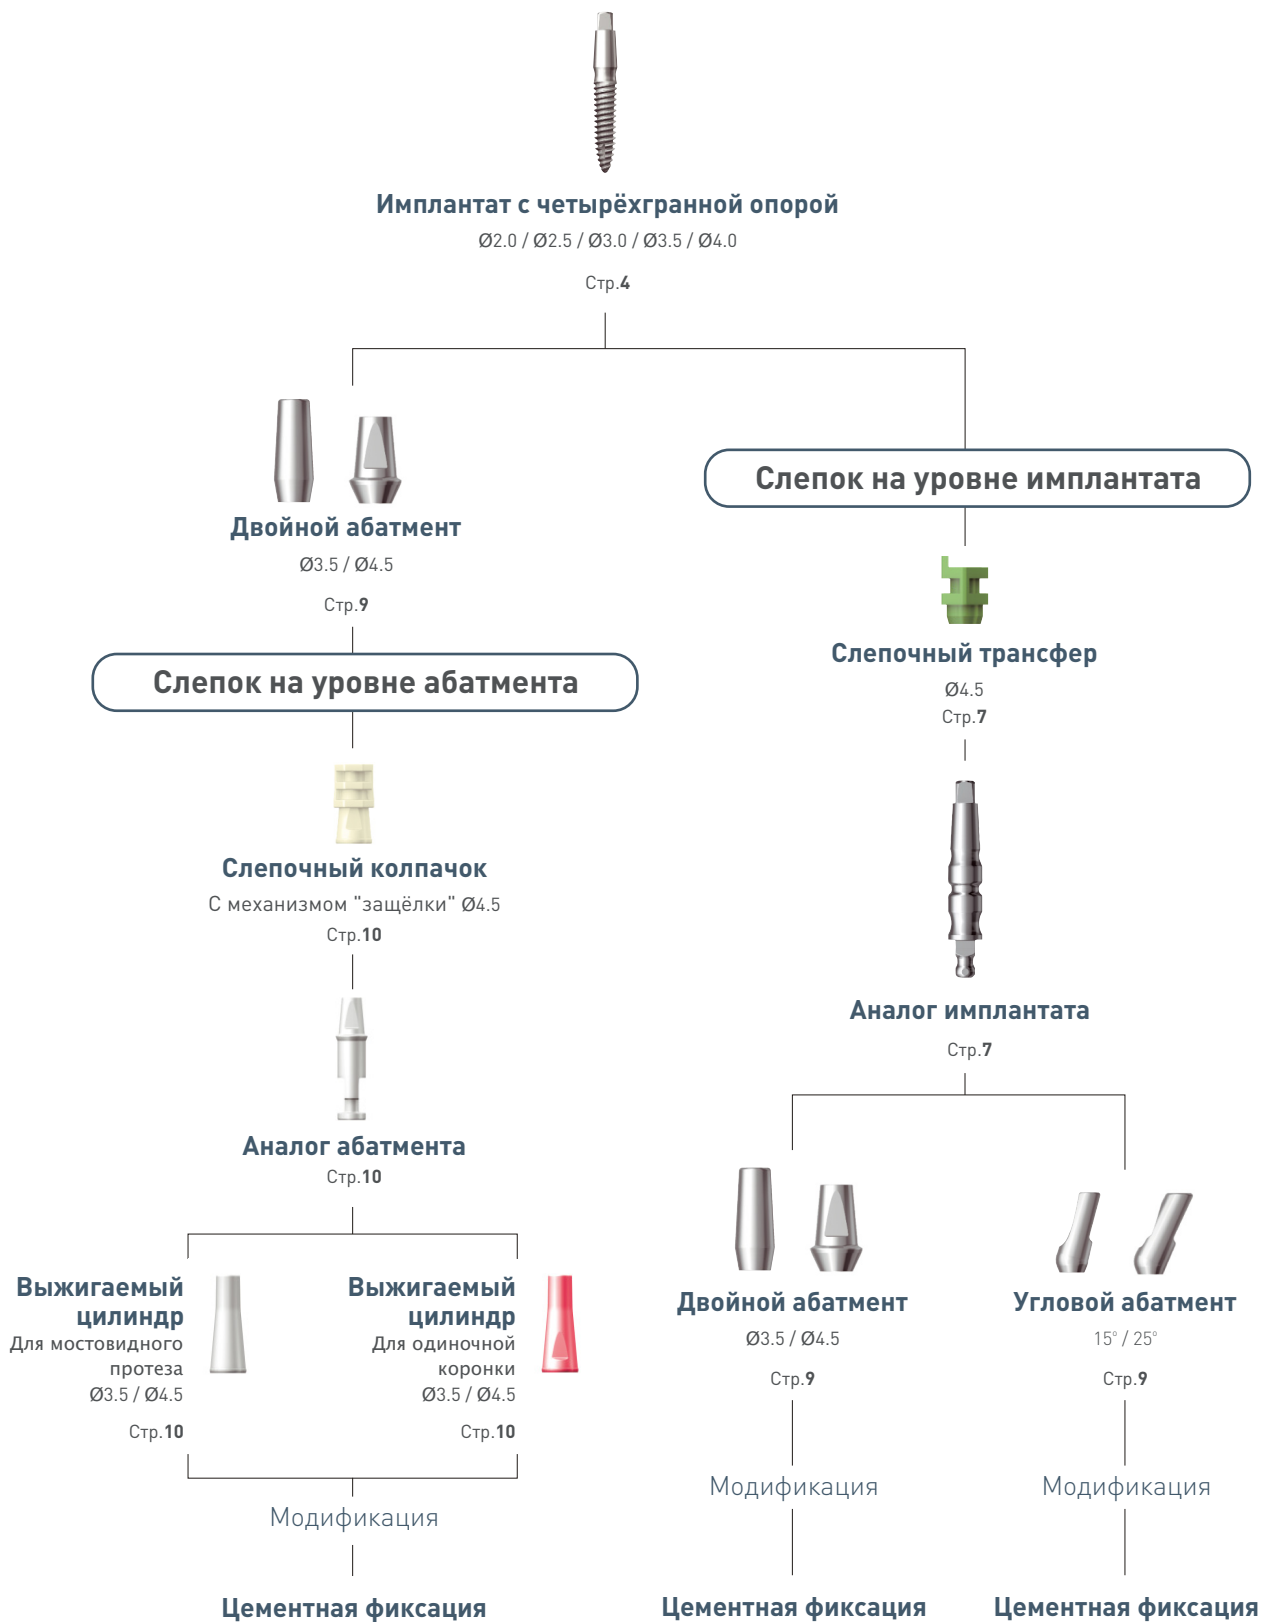 Имплантат с четырёхгранной опорой
Ø2.0 / Ø2.5 / Ø3.0 / Ø3.5 / Ø4.0
Стр.4
Двойной абатмент
Ø3.5 / Ø4.5
Стр.9
Слепок на уровне абатмента
Слепочный колпачок
С механизмом "защёлки" Ø4.5
Стр.10
Аналог абатмента
Стр.10
Выжигаемый
цилиндр
Для мостовидного
протеза
Ø3.5 / Ø4.5
Стр.10
Выжигаемый
цилиндр
Для одиночной
коронки
Ø3.5 / Ø4.5
Стр.10
Модификация
Цементная фиксация
Слепок на уровне имплантата
Слепочный трансфер
Ø4.5
Стр.7
Аналог имплантата
Стр.7
Двойной абатмент
Ø3.5 / Ø4.5
Стр.9
Модификация
Цементная фиксация
Угловой абатмент
15° / 25°
Стр.9
Модификация
Цементная фиксация